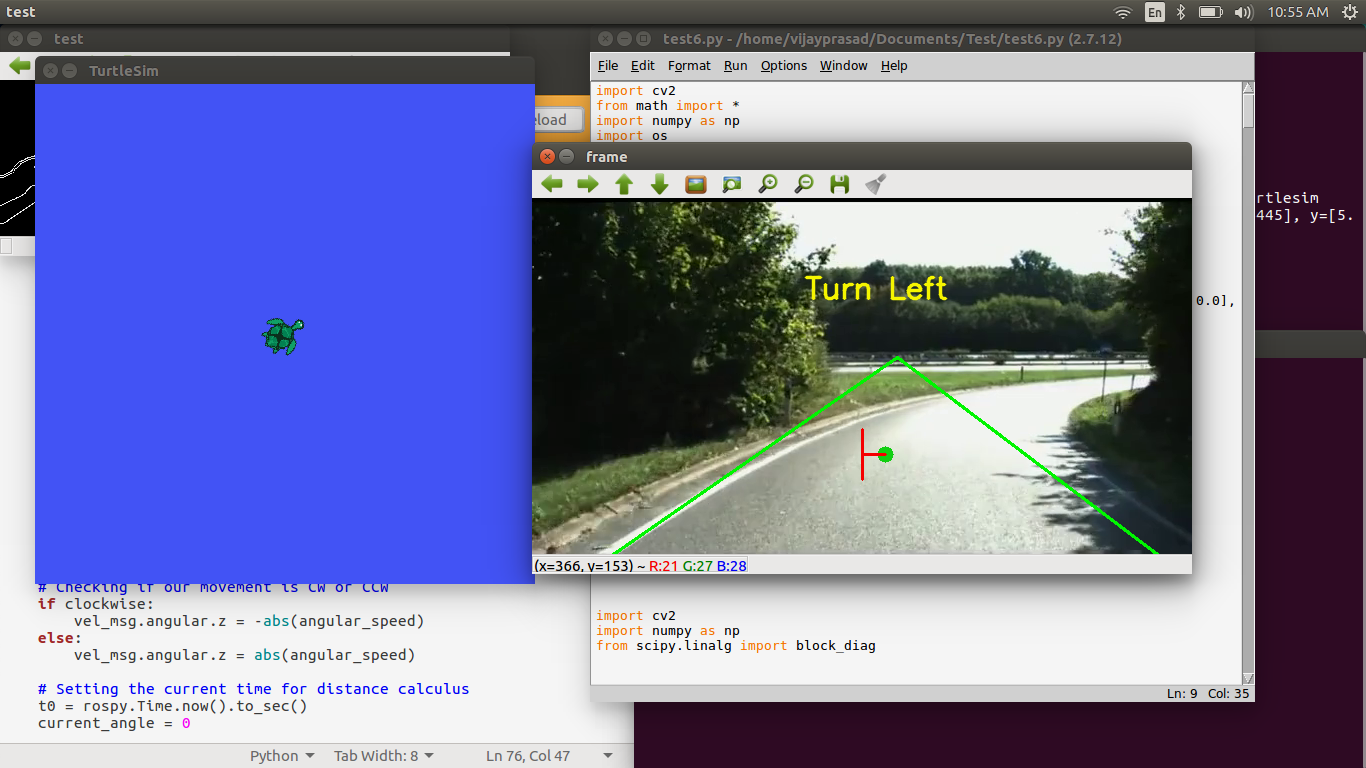 test
En
10:55 AM
test
TurtleSim
eload
test6.py - /home/vijayprasad/Documents/Test/test6.py (2.7.12)
File Edit Format Run Options Window Help
import cv2
from math import *
import numpy as np
import os
frame
Turn Left
(x=366, y=153) ~ R:21 G:27 B:28
rtlesim
445], y=[5.
0.0],
import cv2
import numpy as np
from scipy.linalg import block_diag
Ln: 9 Col: 35
# Checking if our movement is CW or CCW
if clockwise:
vel_msg.angular.z = -abs(angular_speed)
else:
vel_msg.angular.z = abs(angular_speed)
# Setting the current time for distance calculus
t0 = rospy.Time.now().to_sec()
current_angle = 0
Python Tab Width: 8 Ln 76, Col 47